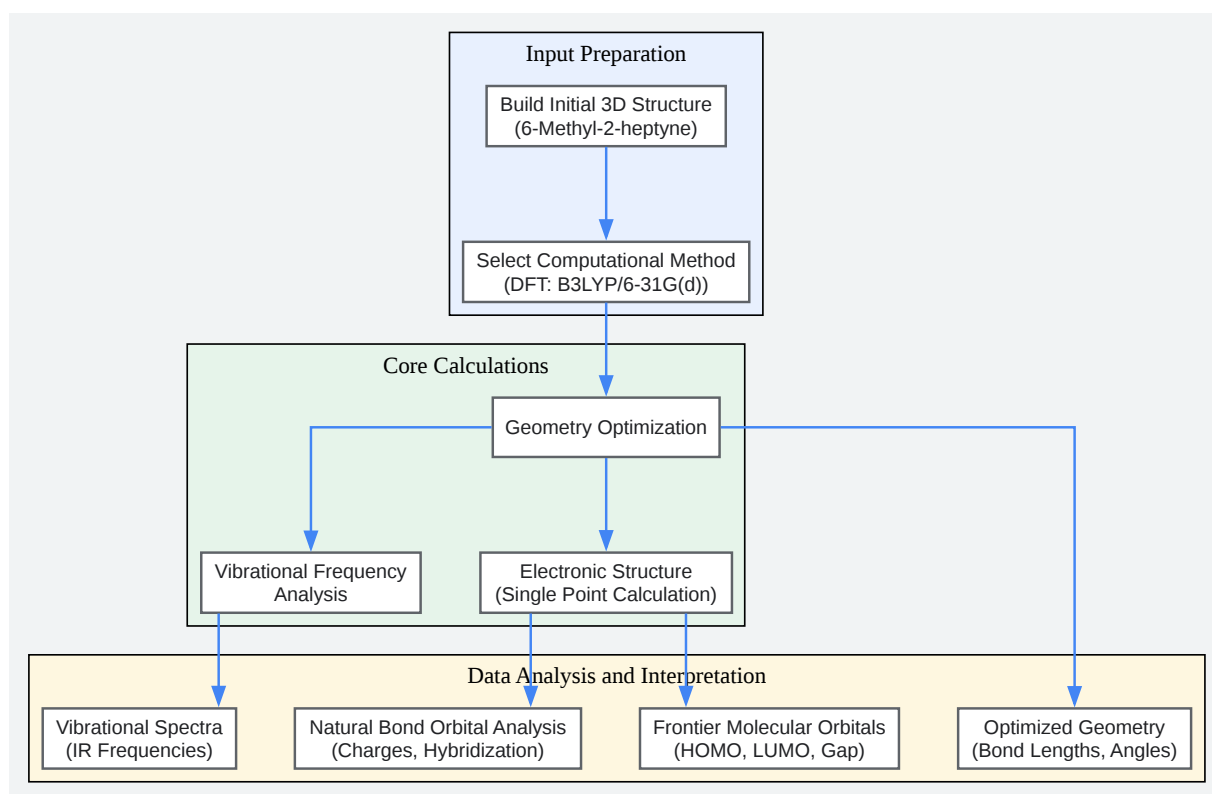 Input Preparation
Build Initial 3D Structure
(6-Methyl-2-heptyne)
Select Computational Method
(DFT: B3LYP/6-31G(d))
Core Calculations
Geometry Optimization
Vibrational Frequency
Analysis
Electronic Structure
(Single Point Calculation)
Data Analysis and Interpretation
Vibrational Spectra
(IR Frequencies)
Natural Bond Orbital Analysis
(Charges, Hybridization)
Frontier Molecular Orbitals
(HOMO, LUMO, Gap)
Optimized Geometry
(Bond Lengths, Angles)